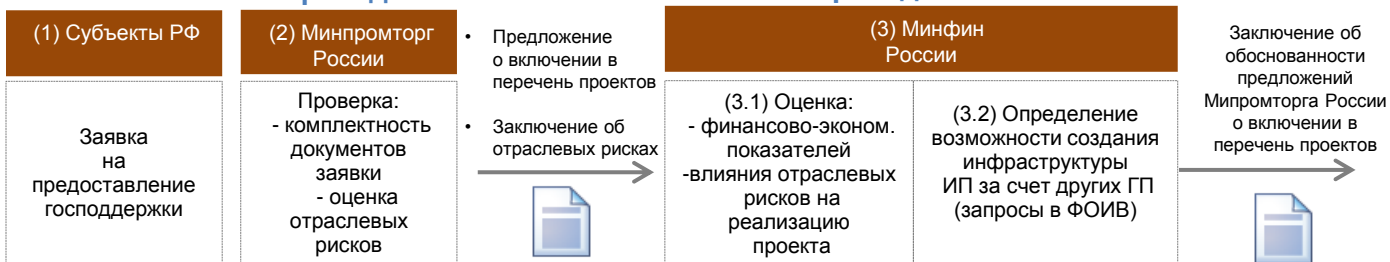 (1) Субъекты РФ
Заявка
на
предоставление
господдержки
(2) Минпромторг
России
Проверка:
- комплектность
документов
заявки
- оценка
отраслевых
рисков
• Предложение
о включении в
перечень проектов
• Заключение об
отраслевых рисках
(3) Минфин
России
(3.1) Оценка:
- финансово-эконом.
показателей
-влияния отраслевых
рисков на
реализацию
проекта
(3.2) Определение
возможности создания
инфраструктуры
ИП за счет других ГП
(запросы в ФОИВ)
Заключение об
обоснованности
предложений
Мипромторга России
о включении в
перечень проектов